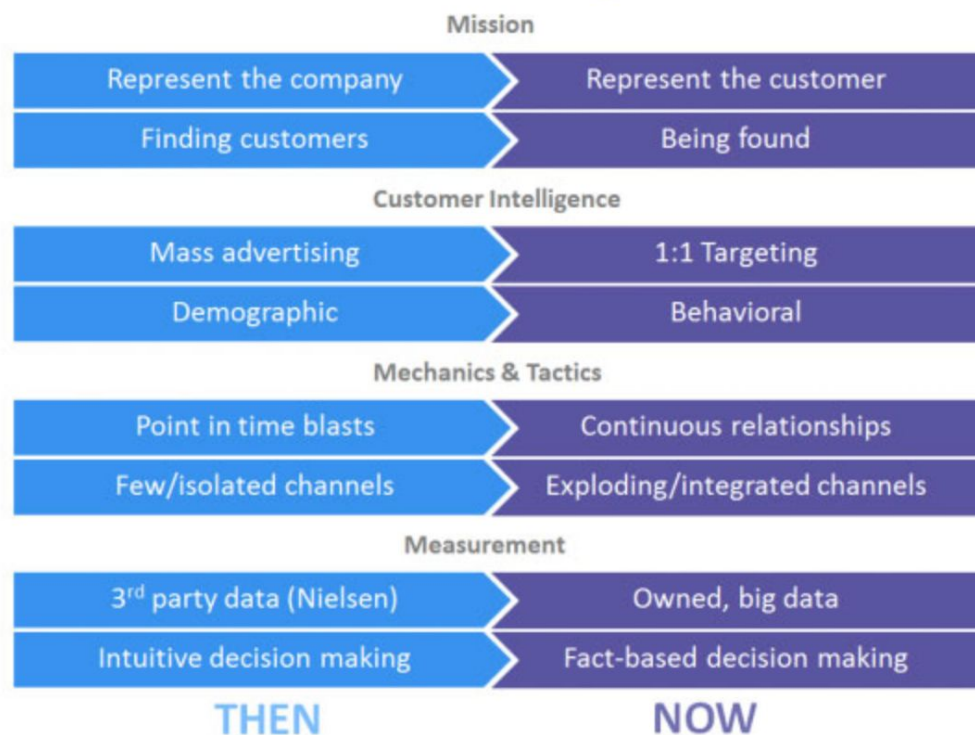 Mission
Represent the company Represent the customer
Finding customers Being found
Customer Intelligence
Mass advertising 1:1 Targeting
Demographic Behavioral
Mechanics & Tactics
Point in time blasts Continuous relationships
Few/isolated channels Exploding/integrated channels
Measurement
3rd party data (Nielsen) Owned, big data
Intuitive decision making Fact-based decision making
THEN NOW